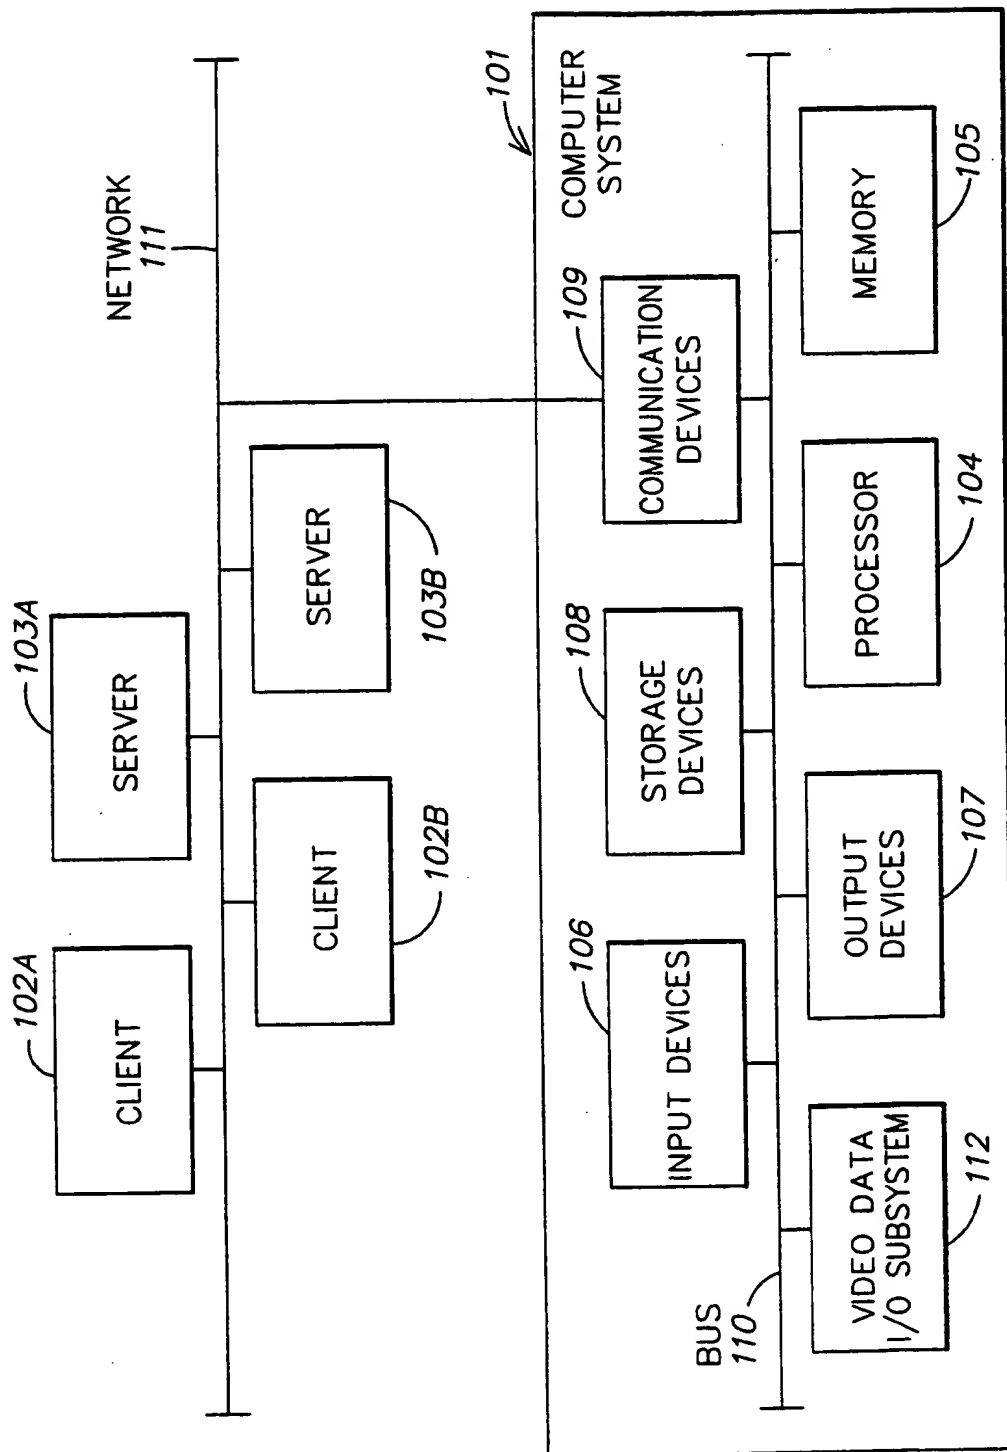 102A
CLIENT
103A
SERVER
NETWORK
111
CLIENT
102B
SERVER
103B
101
COMPUTER
SYSTEM
106
INPUT DEVICES
108
STORAGE
DEVICES
109
COMMUNICATION
DEVICES
BUS
110
VIDEO DATA
I/O SUBSYSTEM
112
OUTPUT
DEVICES
107
PROCESSOR
104
MEMORY
105